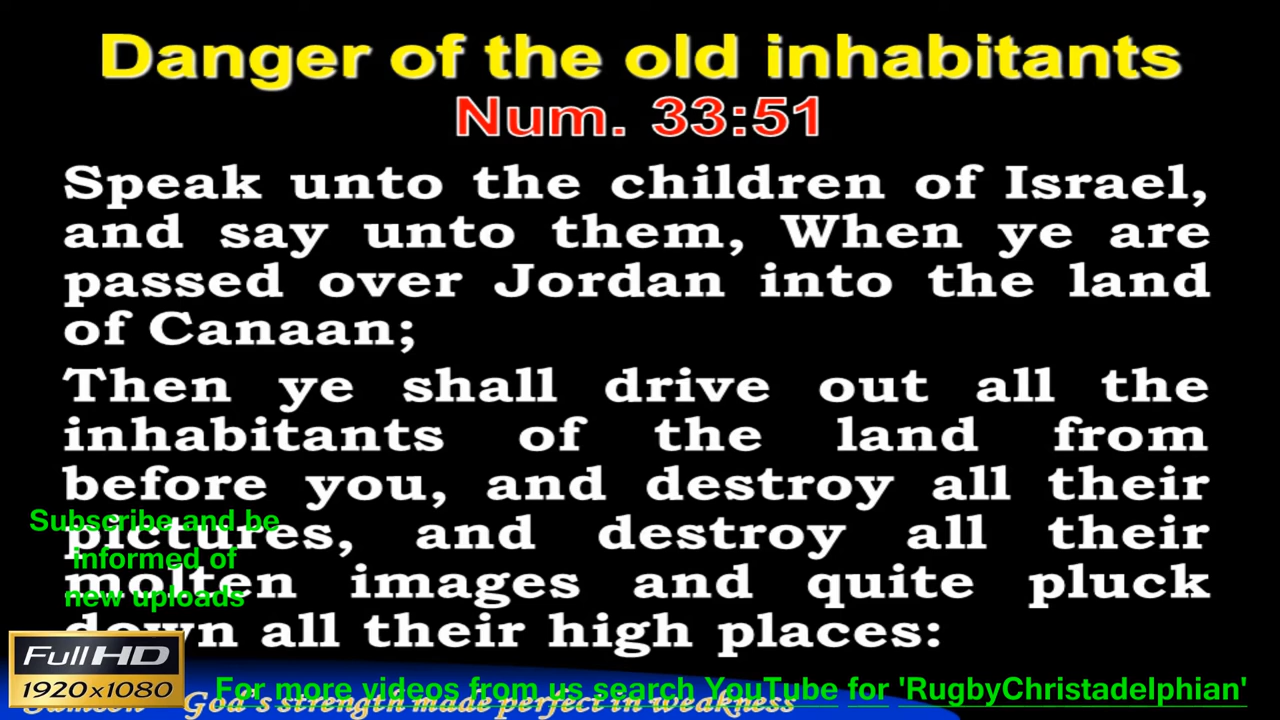 Danger of the old inhabitants
Num. 33:51
Speak unto the children of Israel,
and say unto them, When ye are
passed over Jordan into the land
of Canaan;
Then ye shall drive out all the
inhabitants of the land from
before you, and destroy all their
pictures, and destroy all their
molten images and quite pluck
down all their high places:
Subscribe and be
informed of
new uploads
Full HD
1920x1080
For more videos from us search YouTube for 'RugbyChristadelphian'
Samson God's strength made perfect in weakness